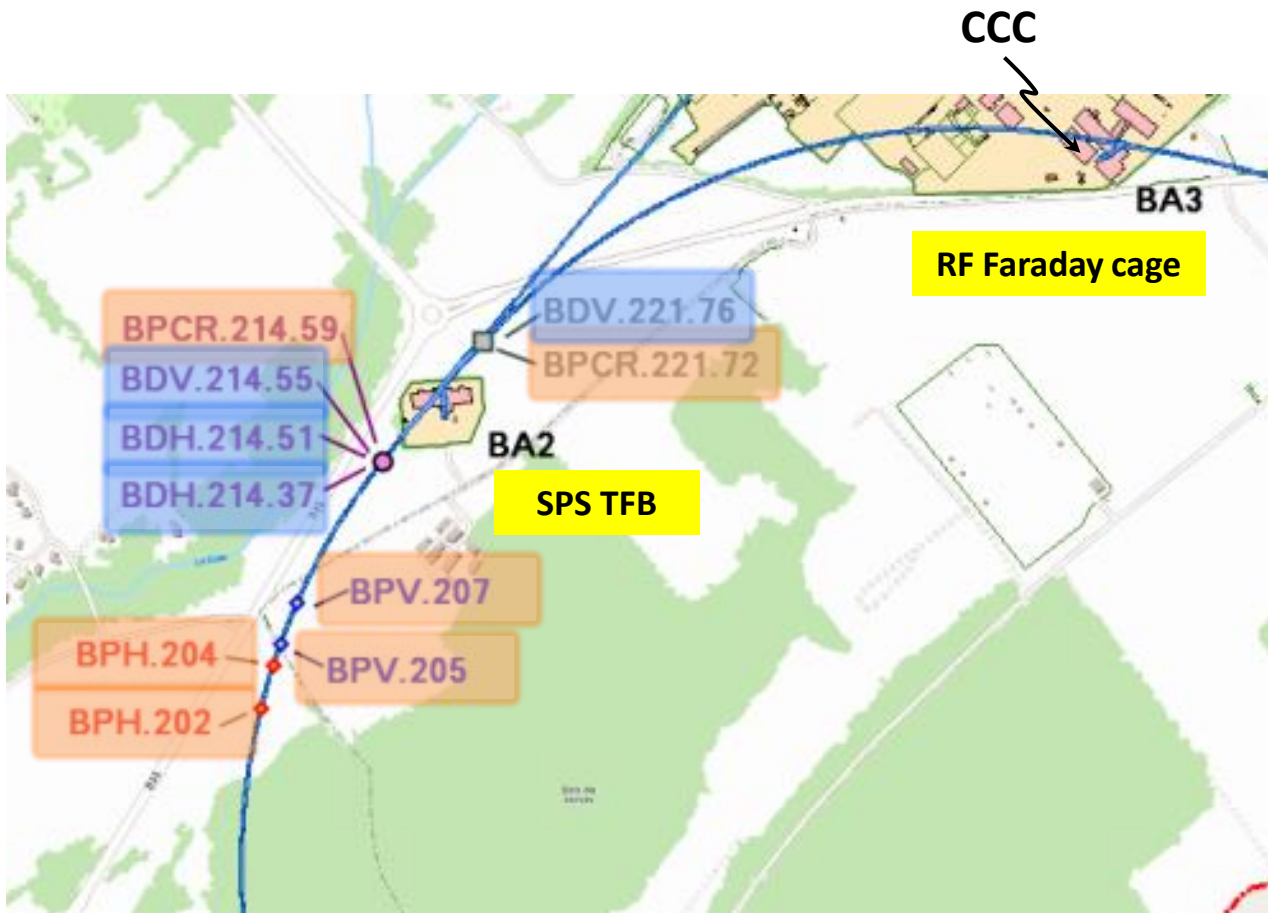 CCC
BA3
RF Faraday cage
BPCR.214.59
BDV.221.76
BDV.214.55
BPCR.221.72
BDH.214.51
BA2
BDH.214.37
SPS TFB
BPV.207
BPH.204
BPV.205
BPH.202